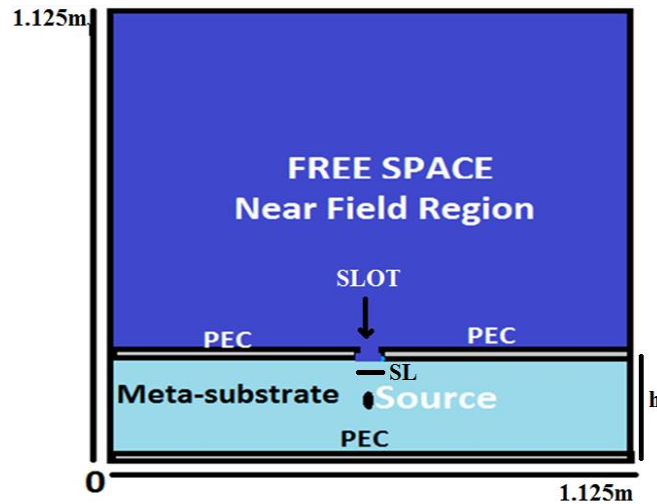 1.125m
FREE SPACE
Near Field Region
SLOT
PEC PEC
SL
Meta-substrate Source h
PEC
0
1.125m